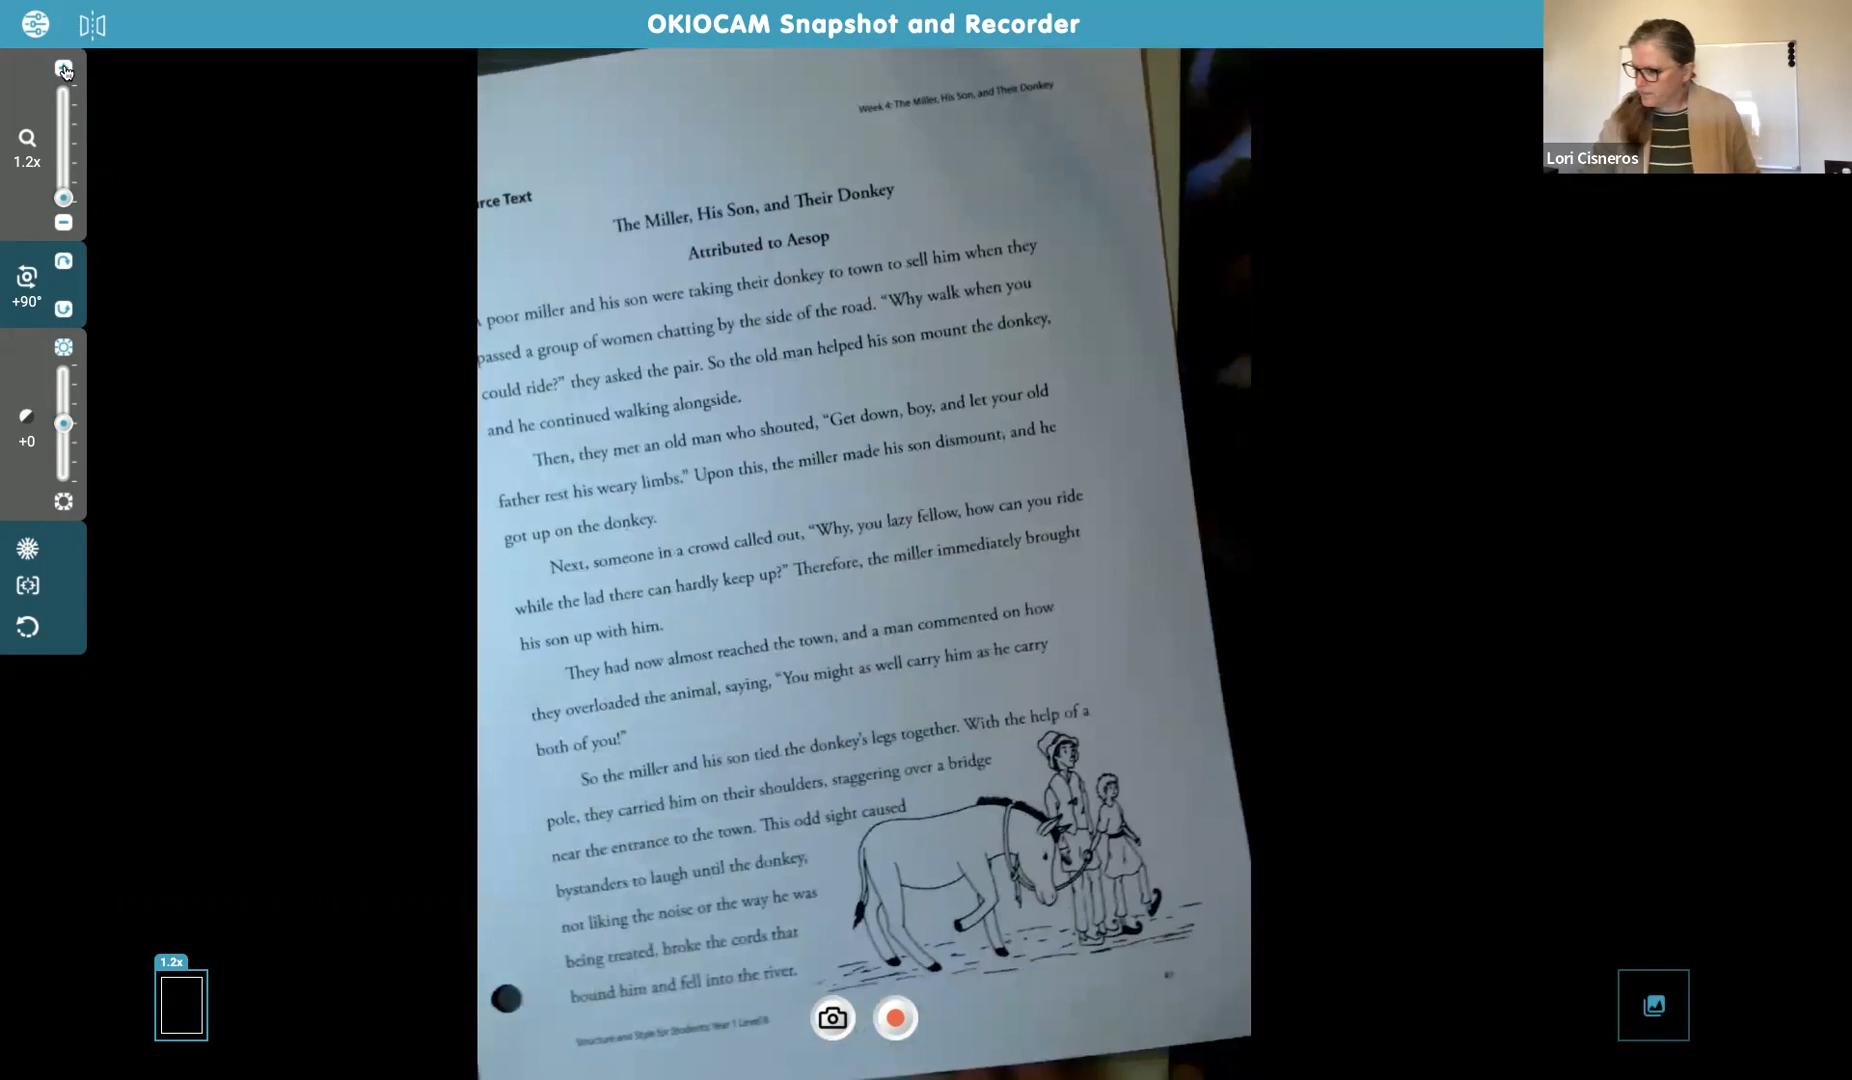 OKIOCAM Snapshot and Recorder
Lori Cisneros
1.2x
+90°
+0
1.2x
Week 4: The Miller, His Son, and Their Donkey
rce Text
The Miller, His Son, and Their Donkey
Attributed to Aesop
poor miller and his son were taking their donkey to town to sell him when they
passed a group of women chatting by the side of the road. “Why walk when you
could ride?” they asked the pair. So the old man helped his son mount the donkey,
and he continued walking alongside.
Then, they met an old man who shouted, “Get down, boy, and let your old
father rest his weary limbs.” Upon this, the miller made his son dismount, and he
got up on the donkey.
Next, someone in a crowd called out, “Why, you lazy fellow, how can you ride
while the lad there can hardly keep up?” Therefore, the miller immediately brought
his son up with him.
They had now almost reached the town, and a man commented on how
they overloaded the animal, saying, “You might as well carry him as he carry
both of you!”
So the miller and his son tied the donkey’s legs together. With the help of a
pole, they carried him on their shoulders, staggering over a bridge
near the entrance to the town. This odd sight caused
bystanders to laugh until the donkey,
not liking the noise or the way he was
being treated, broke the cords that
bound him and fell into the river.
Structure and Style for Students: Year 1 Level B